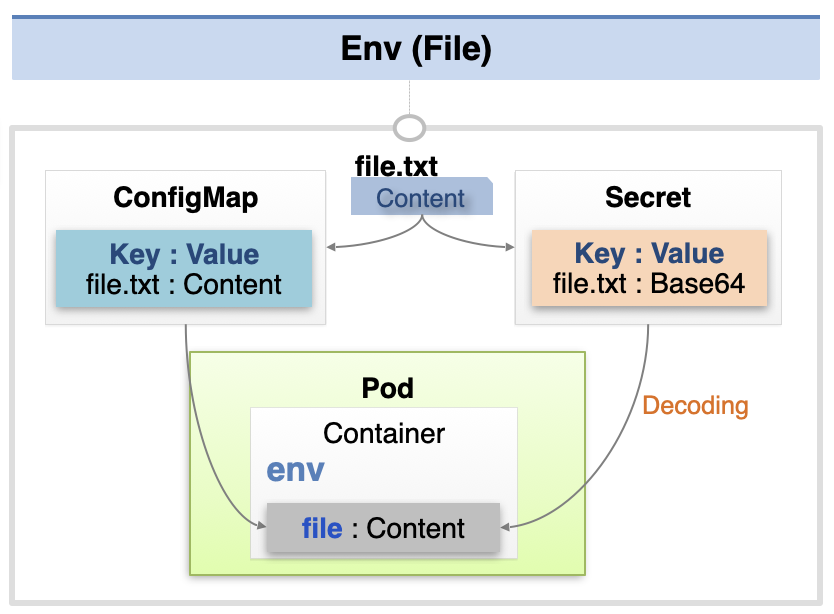 Env (File)
file.txt
Content
ConfigMap
Key : Value
file.txt : Content
Secret
Key : Value
file.txt : Base64
Decoding
Pod
Container
env
file : Content